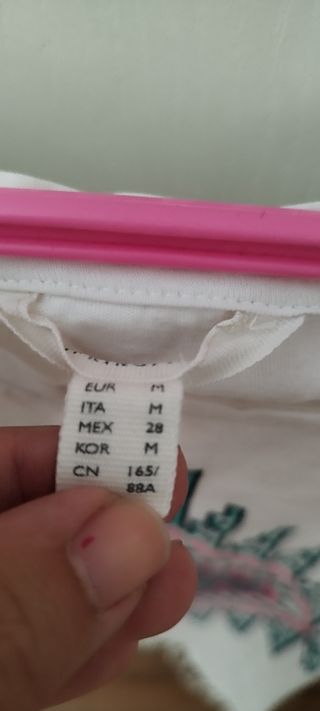 EUR M
ITA M
MEX 28
KOR M
CN 165/
88A